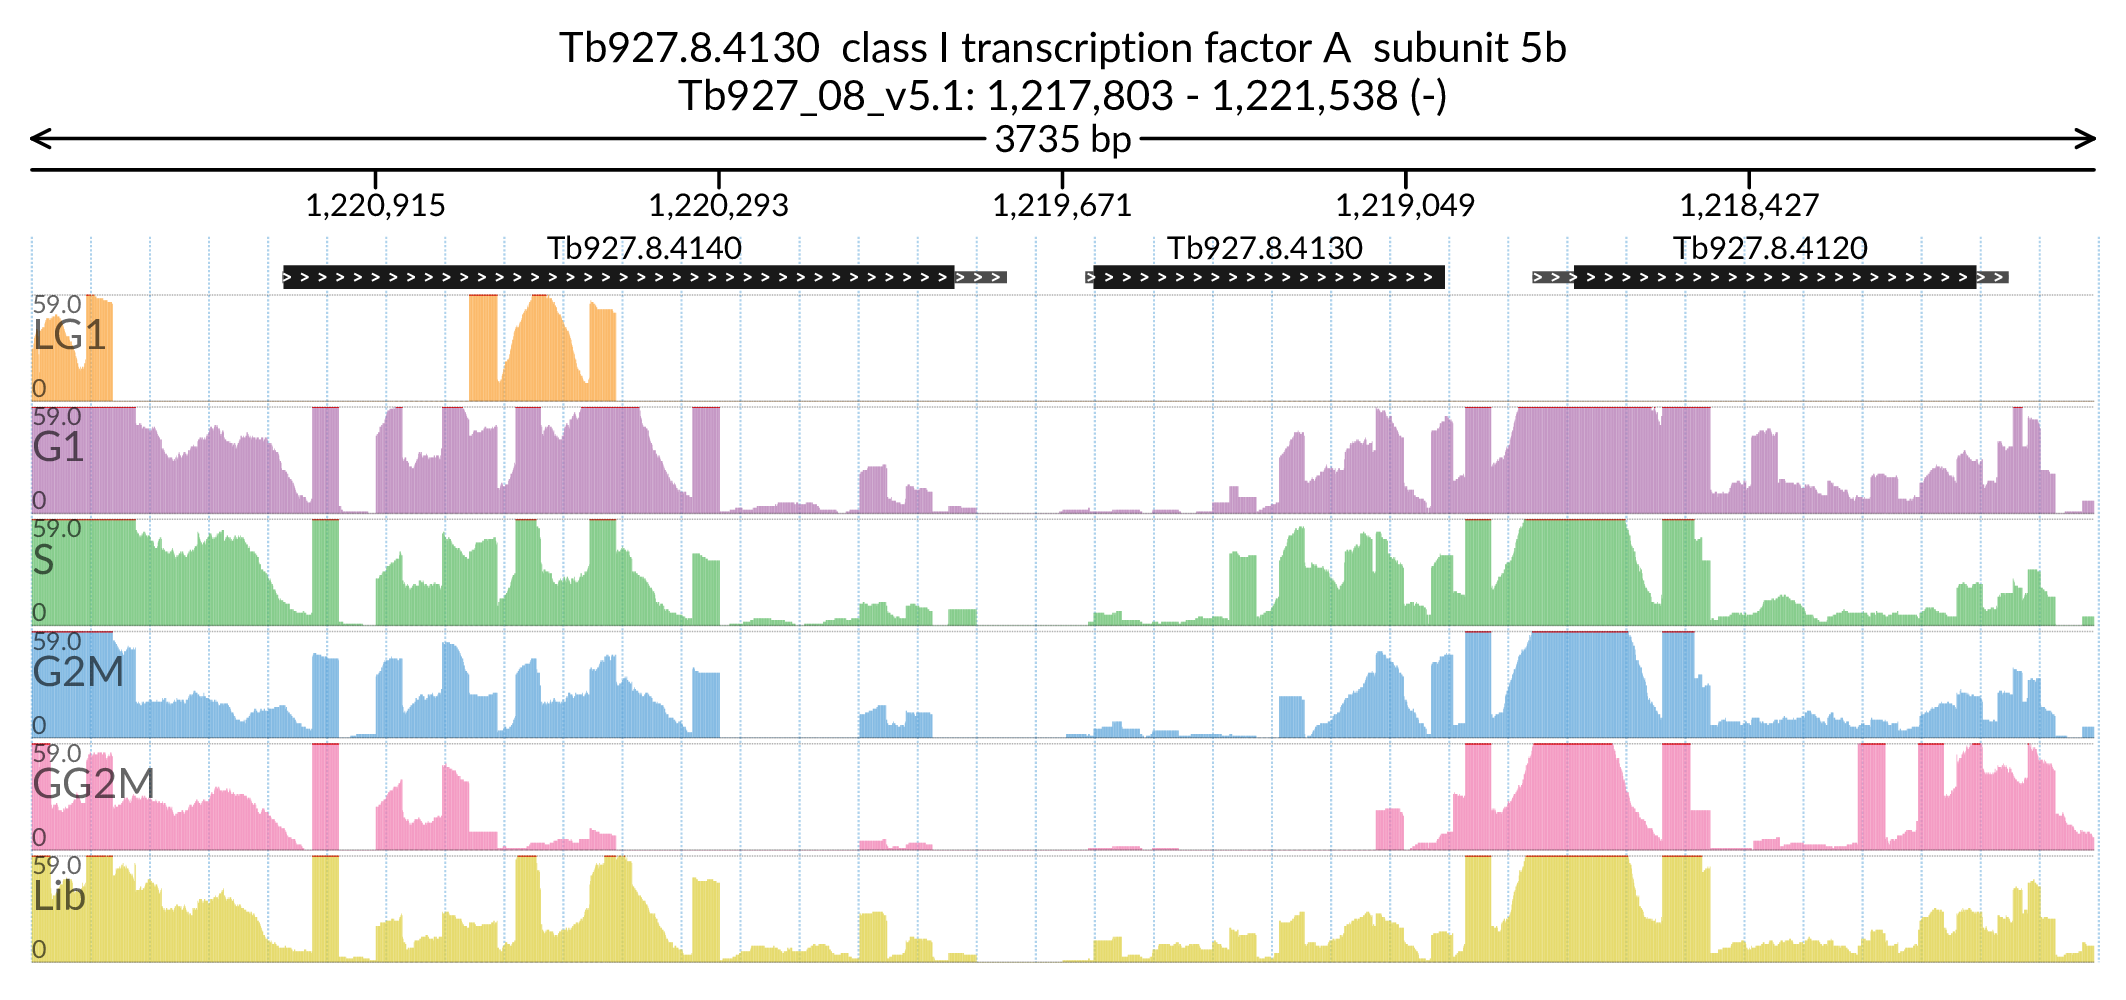 Tb927.8.4130  class I transcription factor A  subunit 5b
Tb927_08_v5.1: 1,217,803 - 1,221,538 (-)
3735 bp
1,220,915 1,220,293 1,219,671 1,219,049 1,218,427
Tb927.8.4140 Tb927.8.4130 Tb927.8.4120
59.0
LG1
0
59.0
G1
0
59.0
S
0
59.0
G2M
0
59.0
GG2M
0
59.0
Lib
0